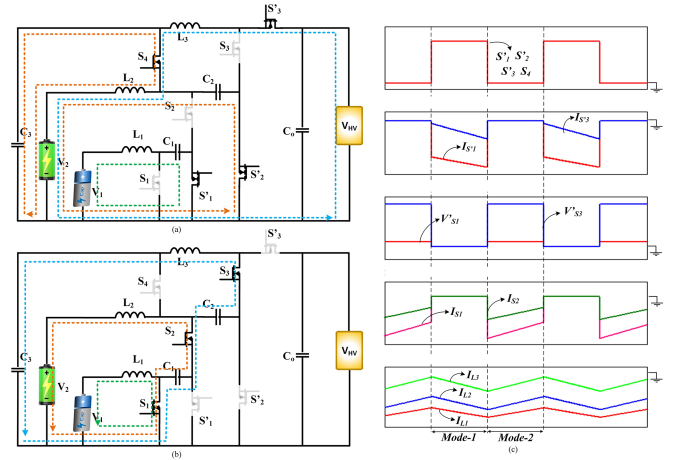 S'3
L3
S4
S3
L2
C2
S2
C3
V2
L1
C1
Co
VHV
V1
S1
S'1
S'2
(a)
S'3
L3
S4
S3
L2
C2
S2
C3
V2
L1
C1
Co
VHV
V1
S1
S'1
S'2
(b)
S'1 S'2
S'3 S4
IS'3
IS'1
V'S1
V'S3
IS1
IS2
IL3
IL2
IL1
Mode-1 Mode-2
(c)